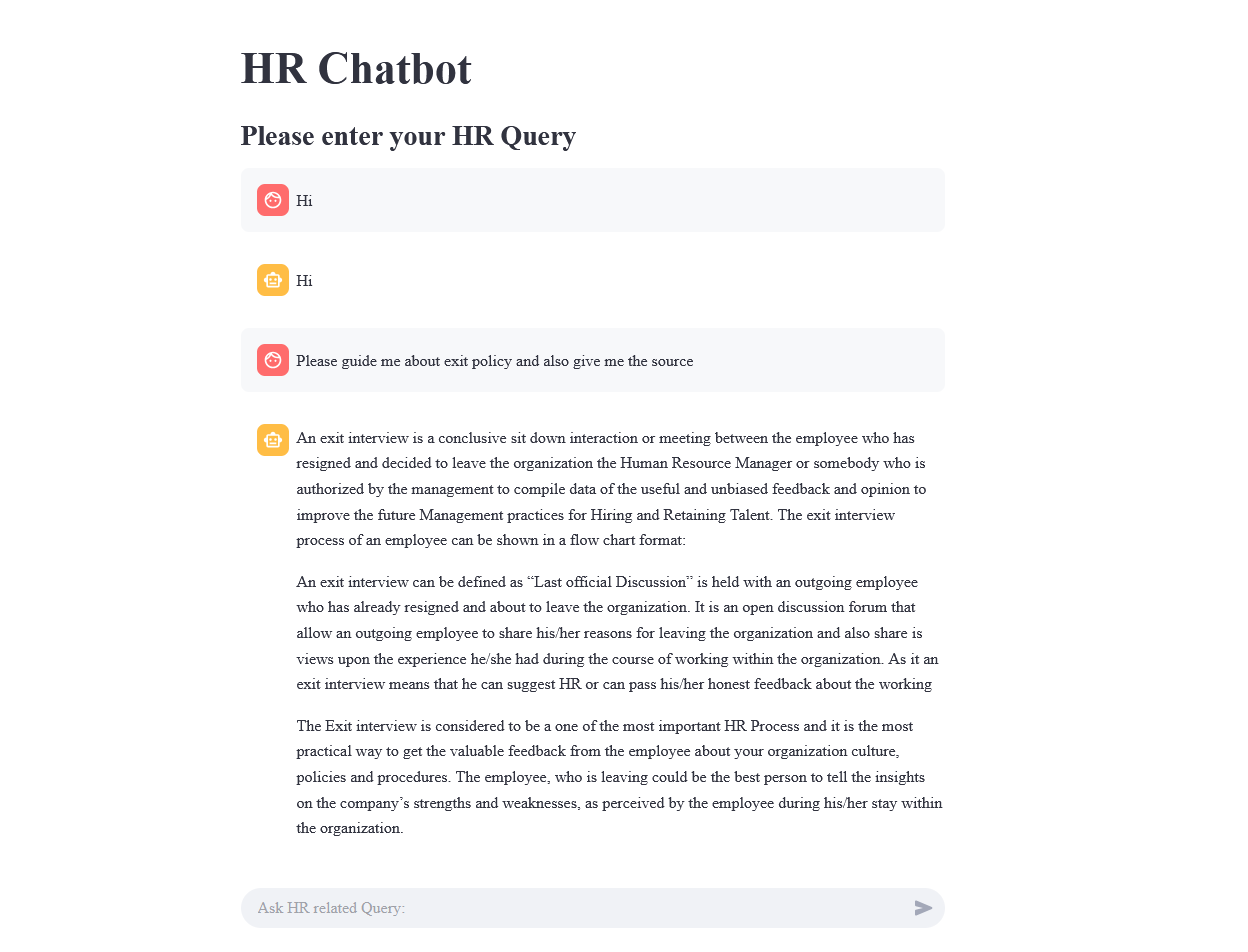 HR Chatbot
Please enter your HR Query
Hi
Hi
Please guide me about exit policy and also give me the source
An exit interview is a conclusive sit down interaction or meeting between the employee who has
resigned and decided to leave the organization the Human Resource Manager or somebody who is
authorized by the management to compile data of the useful and unbiased feedback and opinion to
improve the future Management practices for Hiring and Retaining Talent. The exit interview
process of an employee can be shown in a flow chart format:
An exit interview can be defined as “Last official Discussion” is held with an outgoing employee
who has already resigned and about to leave the organization. It is an open discussion forum that
allow an outgoing employee to share his/her reasons for leaving the organization and also share is
views upon the experience he/she had during the course of working within the organization. As it an
exit interview means that he can suggest HR or can pass his/her honest feedback about the working
The Exit interview is considered to be a one of the most important HR Process and it is the most
practical way to get the valuable feedback from the employee about your organization culture,
policies and procedures. The employee, who is leaving could be the best person to tell the insights
on the company’s strengths and weaknesses, as perceived by the employee during his/her stay within
the organization.
Ask HR related Query: